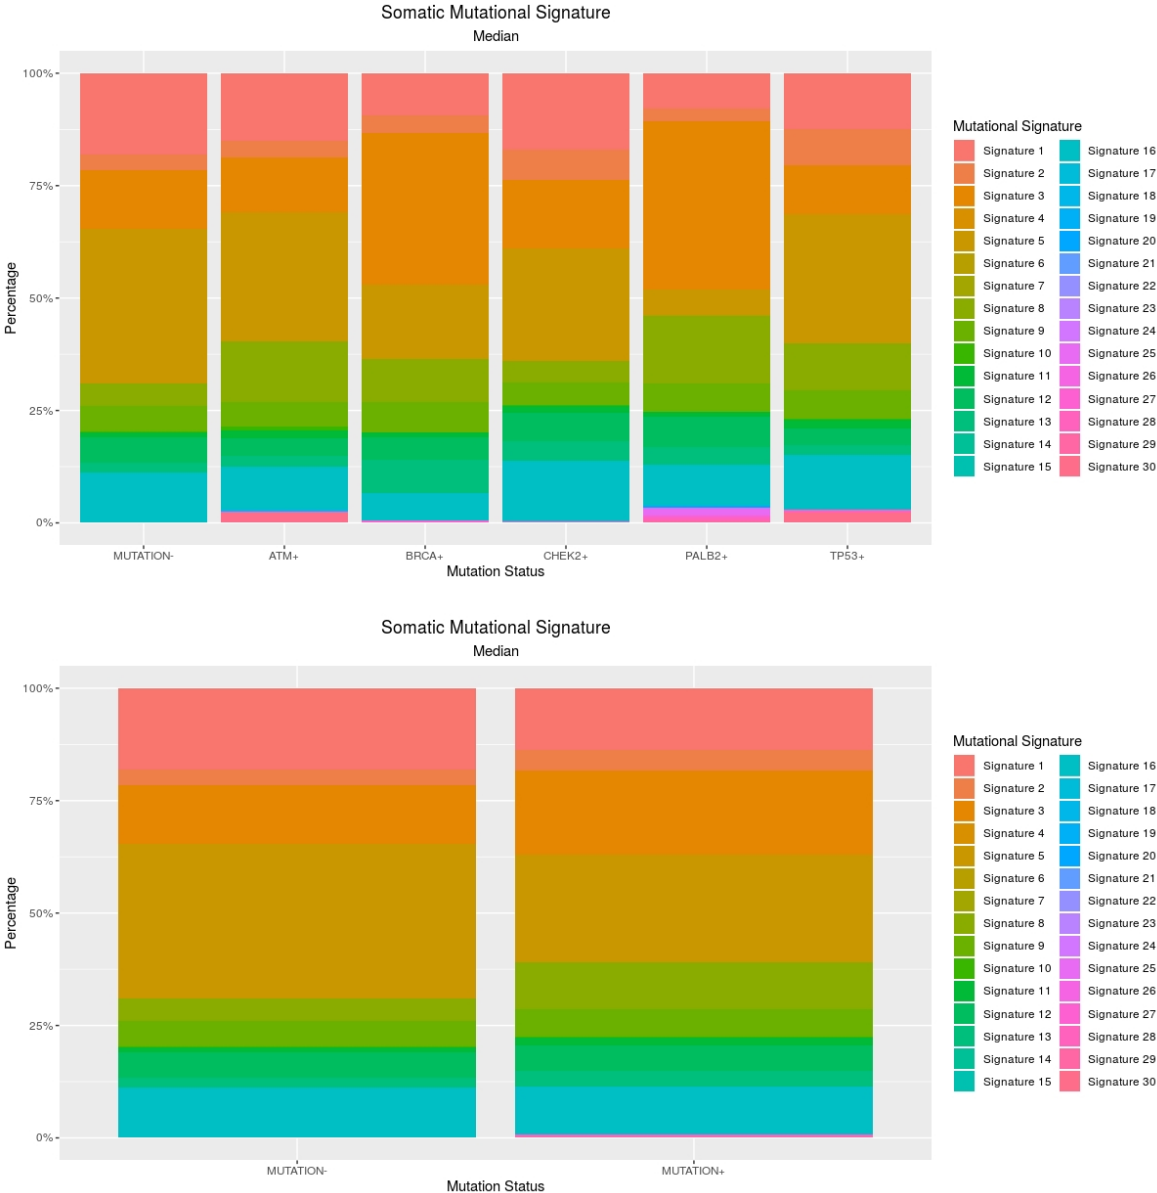 Somatic Mutational Signature
Median
Percentage
100%
75%
50%
25%
0%
MUTATION- ATM+ BRCA+ CHEK2+ PALB2+ TP53+
Mutation Status
Mutational Signature
Signature 1 Signature 16
Signature 2 Signature 17
Signature 3 Signature 18
Signature 4 Signature 19
Signature 5 Signature 20
Signature 6 Signature 21
Signature 7 Signature 22
Signature 8 Signature 23
Signature 9 Signature 24
Signature 10 Signature 25
Signature 11 Signature 26
Signature 12 Signature 27
Signature 13 Signature 28
Signature 14 Signature 29
Signature 15 Signature 30
Somatic Mutational Signature
Median
Percentage
100%
75%
50%
25%
0%
MUTATION- MUTATION+
Mutation Status
Mutational Signature
Signature 1 Signature 16
Signature 2 Signature 17
Signature 3 Signature 18
Signature 4 Signature 19
Signature 5 Signature 20
Signature 6 Signature 21
Signature 7 Signature 22
Signature 8 Signature 23
Signature 9 Signature 24
Signature 10 Signature 25
Signature 11 Signature 26
Signature 12 Signature 27
Signature 13 Signature 28
Signature 14 Signature 29
Signature 15 Signature 30